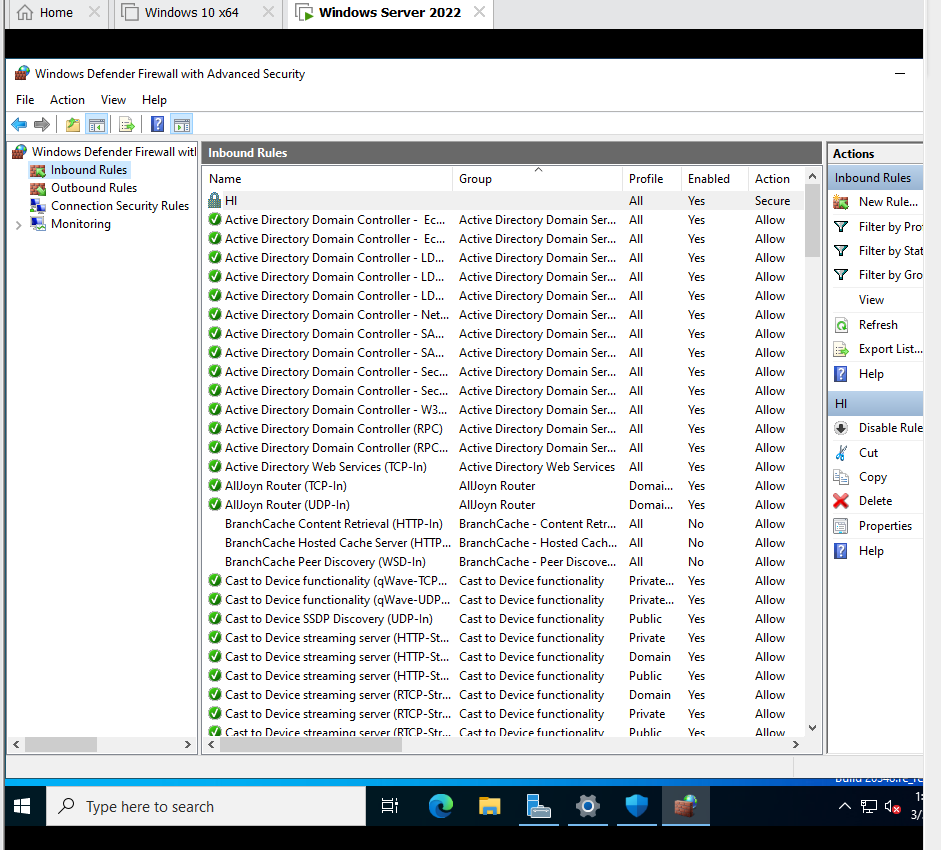 Home Windows 10 x64 Windows Server 2022
Windows Defender Firewall with Advanced Security
File Action View Help
Windows Defender Firewall wit
Inbound Rules
Outbound Rules
Connection Security Rules
Monitoring
Inbound Rules
Name Group Profile Enabled Action
HI All Yes Secure
Active Directory Domain Controller - Ec... Active Directory Domain Ser... All Yes Allow
Active Directory Domain Controller - Ec... Active Directory Domain Ser... All Yes Allow
Active Directory Domain Controller - LD... Active Directory Domain Ser... All Yes Allow
Active Directory Domain Controller - LD... Active Directory Domain Ser... All Yes Allow
Active Directory Domain Controller - LD... Active Directory Domain Ser... All Yes Allow
Active Directory Domain Controller - Net... Active Directory Domain Ser... All Yes Allow
Active Directory Domain Controller - SA... Active Directory Domain Ser... All Yes Allow
Active Directory Domain Controller - SA... Active Directory Domain Ser... All Yes Allow
Active Directory Domain Controller - Sec... Active Directory Domain Ser... All Yes Allow
Active Directory Domain Controller - Sec... Active Directory Domain Ser... All Yes Allow
Active Directory Domain Controller - W3... Active Directory Domain Ser... All Yes Allow
Active Directory Domain Controller (RPC) Active Directory Domain Ser... All Yes Allow
Active Directory Domain Controller (RPC... Active Directory Domain Ser... All Yes Allow
Active Directory Web Services (TCP-In) Active Directory Web Services All Yes Allow
AllJoyn Router (TCP-In) AllJoyn Router Domai... Yes Allow
AllJoyn Router (UDP-In) AllJoyn Router Domai... Yes Allow
BranchCache Content Retrieval (HTTP-In) BranchCache - Content Retr... All No Allow
BranchCache Hosted Cache Server (HTTP... BranchCache - Hosted Cach... All No Allow
BranchCache Peer Discovery (WSD-In) BranchCache - Peer Discove... All No Allow
Cast to Device functionality (qWave-TCP... Cast to Device functionality Private... Yes Allow
Cast to Device functionality (qWave-UDP... Cast to Device functionality Private... Yes Allow
Cast to Device SSDP Discovery (UDP-In) Cast to Device functionality Public Yes Allow
Cast to Device streaming server (HTTP-St... Cast to Device functionality Private Yes Allow
Cast to Device streaming server (HTTP-St... Cast to Device functionality Domain Yes Allow
Cast to Device streaming server (HTTP-St... Cast to Device functionality Public Yes Allow
Cast to Device streaming server (RTCP-Str... Cast to Device functionality Domain Yes Allow
Cast to Device streaming server (RTCP-Str... Cast to Device functionality Private Yes Allow
Cast to Device streaming server (RTCP-Str... Cast to Device functionality Public Yes Allow
Actions
Inbound Rules
New Rule...
Filter by Pro
Filter by Stat
Filter by Gro
View
Refresh
Export List...
Help
HI
Disable Rule
Cut
Copy
Delete
Properties
Help
Type here to search